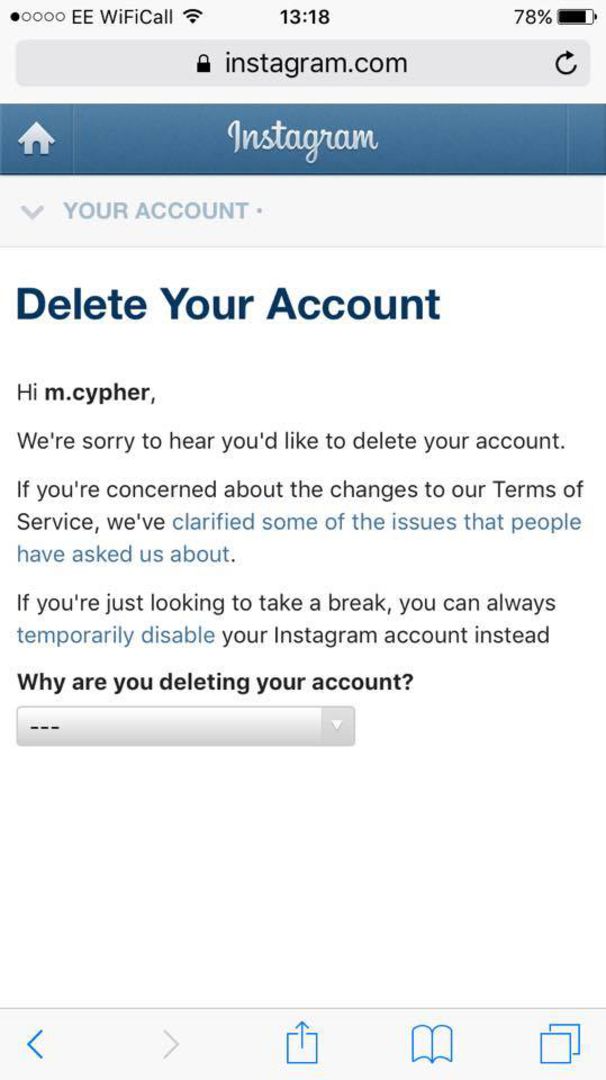 EE WiFiCall 13:18 78%
instagram.com
Instagram
YOUR ACCOUNT ·
Delete Your Account
Hi m.cypher,
We're sorry to hear you'd like to delete your account.
If you're concerned about the changes to our Terms of
Service, we've clarified some of the issues that people
have asked us about.
If you're just looking to take a break, you can always
temporarily disable your Instagram account instead
Why are you deleting your account?
---